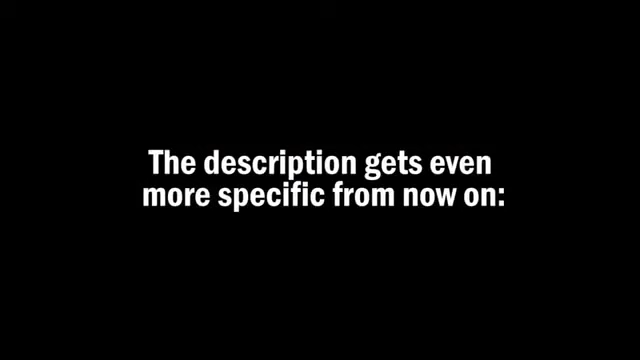 The description gets even
more specific from now on: